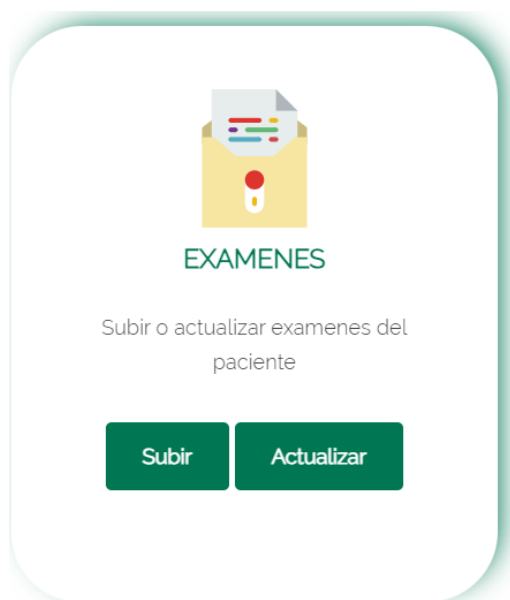 EXAMENES
Subir o actualizar examenes del
paciente
Subir
Actualizar